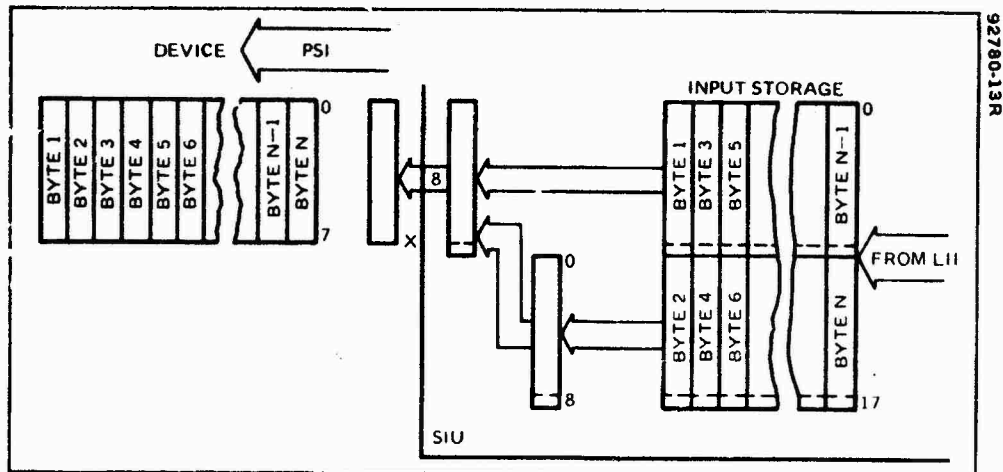 92780-13R
DEVICE
PSI
INPUT STORAGE
0
BYTE 1
BYTE 2
BYTE 3
BYTE 4
BYTE 5
BYTE 6
BYTE N-1
BYTE N
7
8
X
0
BYTE 1
BYTE 3
BYTE 5
BYTE N-1
FROM LII
0
8
BYTE 2
BYTE 4
BYTE 6
BYTE N
17
SIU